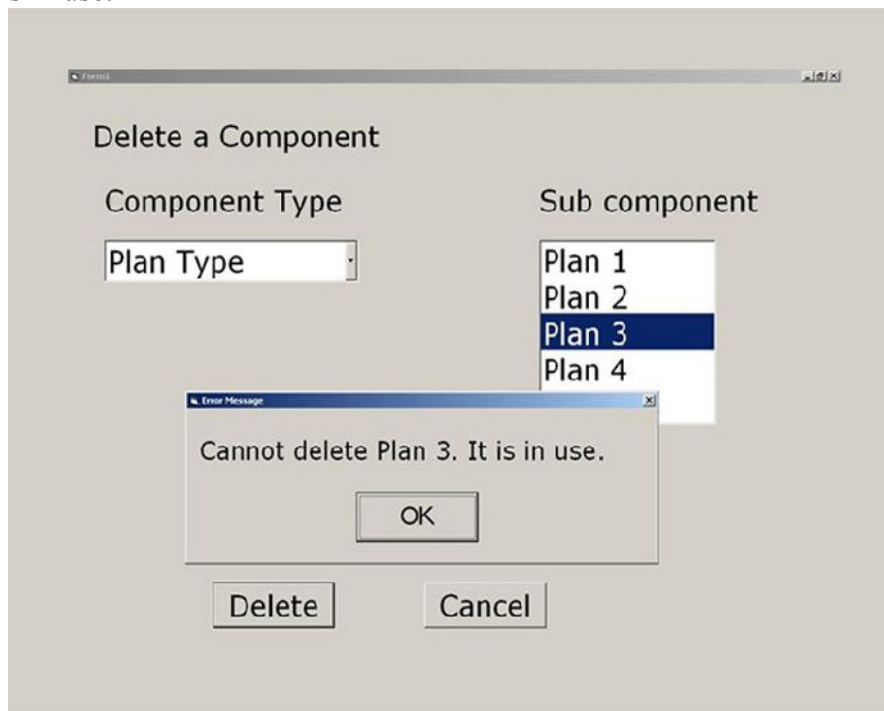 Form1
Delete a Component
Component Type
Sub component
Plan Type
Plan 1
Plan 2
Plan 3
Plan 4
Error Message
Cannot delete Plan 3. It is in use.
OK
Delete
Cancel